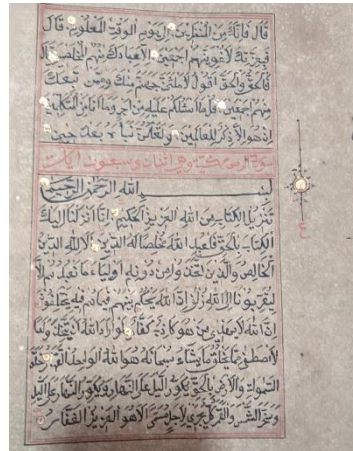 قال فانك من المنظرين الى يوم الوقت المعلوم قال
فبعزتك لاغوينهم اجمعين الا عبادك منهم المخلصين قال
فالحق والحق اقول لاملئن جهنم منك وممن تبعك
منهم اجمعين قل ما اسئلكم عليه من اجر وما انا من المتكلفين
ان هو الا ذكر للعالمين ولتعلمن نباه بعد حين
سورة الزمر مكية وهي اثنان وسبعون ايات
بسم الله الرحمن الرحيم
تنزيل الكتاب من الله العزيز الحكيم انا انزلنا اليك
الكتاب بالحق فاعبد الله مخلصا له الدين الا لله الدين
الخالص والذين اتخذوا من دونه اولياء ما نعبدهم الا
ليقربونا الى الله زلفى ان الله يحكم بينهم فيما هم فيه يختلفون
ان الله لا يهدي من هو كاذب كفار لو اراد الله ان يتخذ ولدا
لاصطفى مما يخلق ما يشاء سبحانه هو الله الواحد القهار خلق
السموات والارض بالحق يكور الليل على النهار ويكور النهار على الليل
وسخر الشمس والقمر كل يجري لاجل مسمى الا هو العزيز الغفار
ع